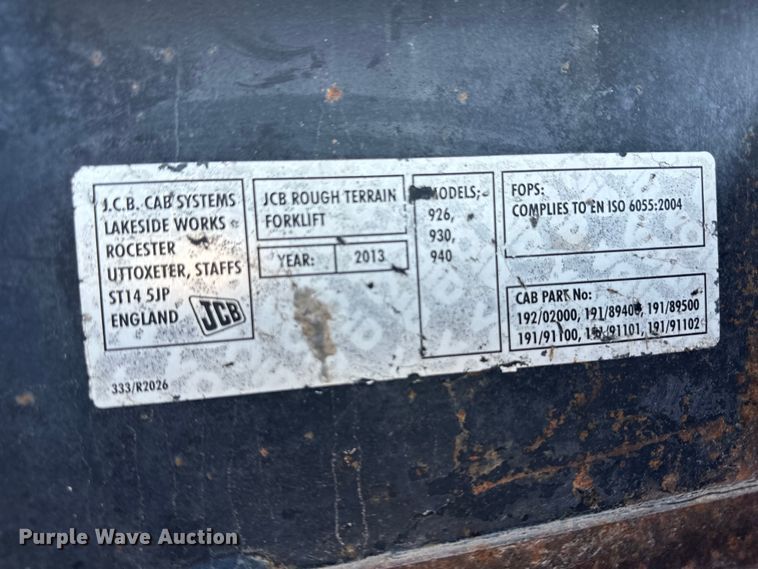 J.C.B. CAB SYSTEMS
LAKESIDE WORKS
ROCESTER
UTTOXETER, STAFFS
ST14 5JP
ENGLAND
JCB
333/R2026
JCB ROUGH TERRAIN
FORKLIFT
YEAR: 2013
MODELS;
926,
930,
940
FOPS:
COMPLIES TO EN ISO 6055:2004
CAB PART No:
192/02000, 191/89400, 191/89500
191/91100, 191/91101, 191/91102
Purple Wave Auction